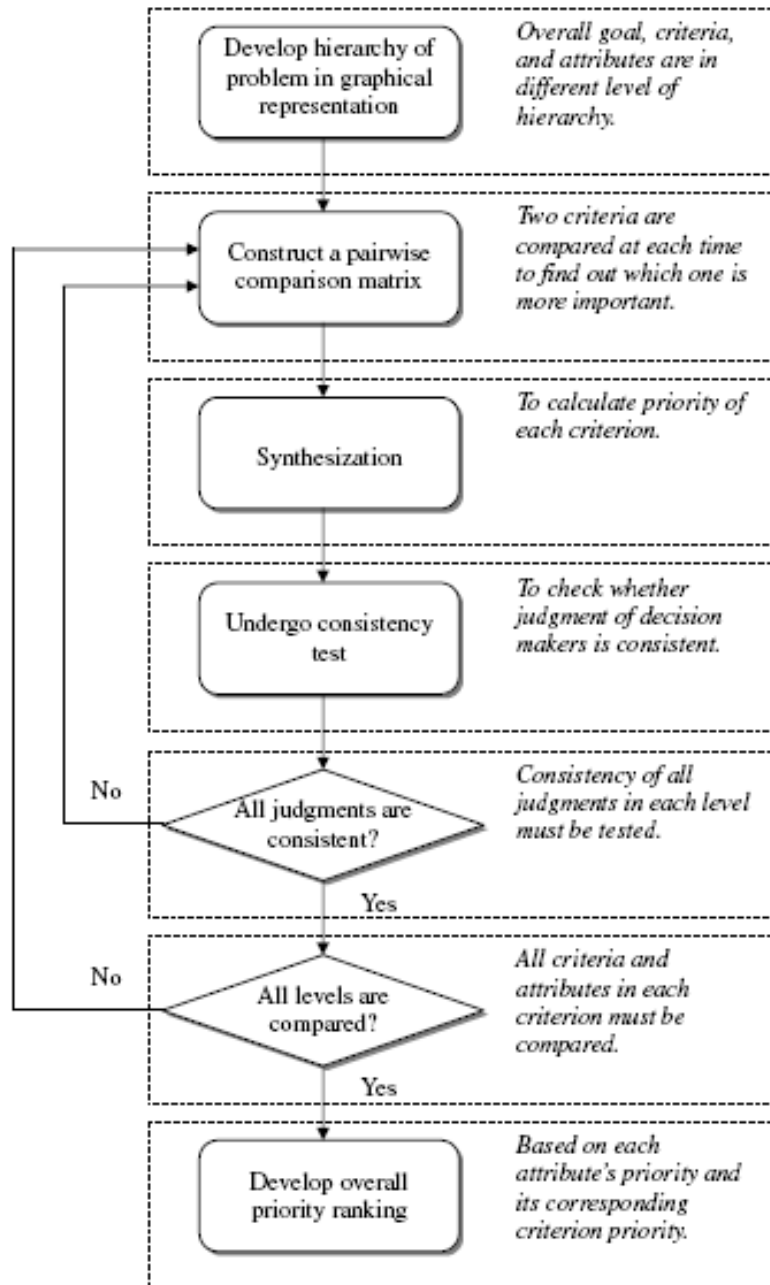 Develop hierarchy of
problem in graphical
representation
Overall goal, criteria,
and attributes are in
different level of
hierarchy.
Construct a pairwise
comparison matrix
Two criteria are
compared at each time
to find out which one is
more important.
Synthesization
To calculate priority of
each criterion.
Undergo consistency
test
To check whether
judgment of decision
makers is consistent.
No
All judgments are
consistent?
Consistency of all
judgments in each level
must be tested.
Yes
No
All levels are
compared?
All criteria and
attributes in each
criterion must be
compared.
Yes
Develop overall
priority ranking
Based on each
attribute's priority and
its corresponding
criterion priority.